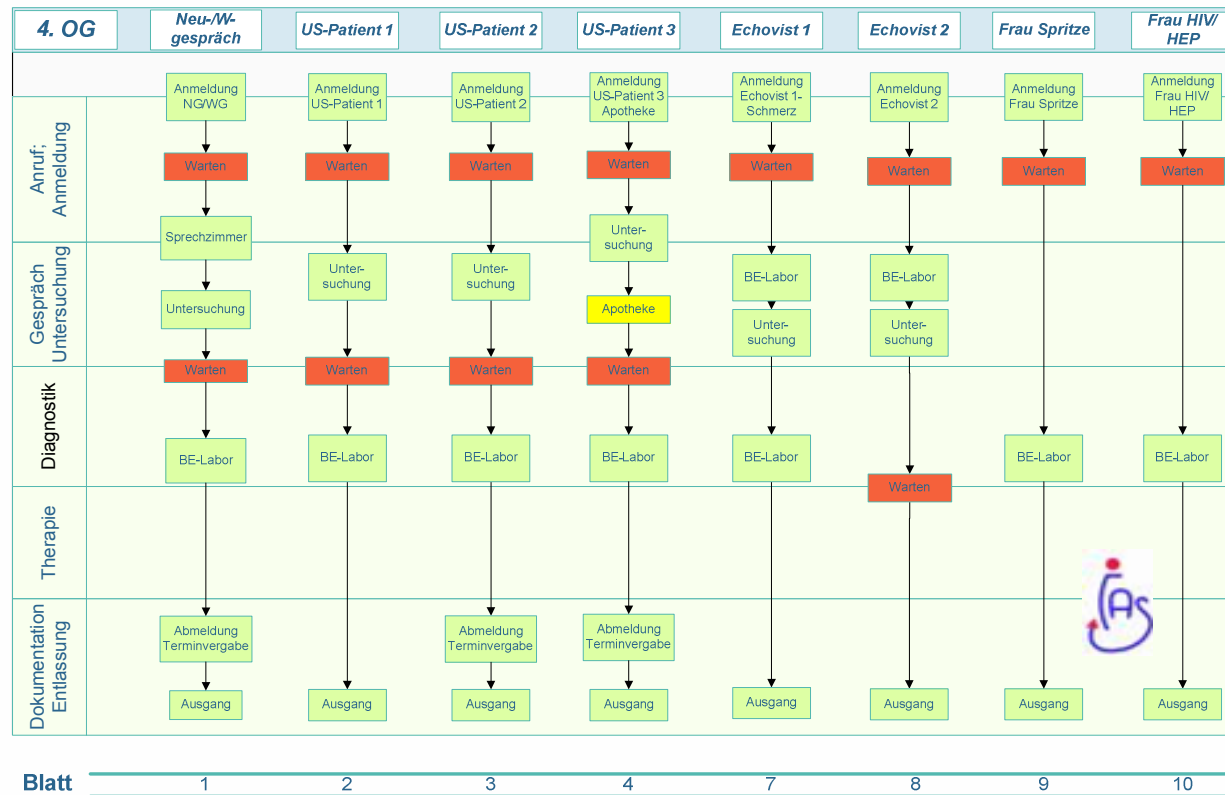 4. OG
Neu-/W-
gespräch
US-Patient 1
US-Patient 2
US-Patient 3
Echovist 1
Echovist 2
Frau Spritze
Frau HIV/
HEP
Anruf;
Anmeldung
Anmeldung
NG/WG
Anmeldung
US-Patient 1
Anmeldung
US-Patient 2
Anmeldung
US-Patient 3
Apotheke
Anmeldung
Echovist 1-
Schmerz
Anmeldung
Echovist 2
Anmeldung
Frau Spritze
Anmeldung
Frau HIV/
HEP
Warten
Warten
Warten
Warten
Warten
Warten
Warten
Warten
Sprechzimmer
Unter-
suchung
Gespräch
Untersuchung
Unter-
suchung
Unter-
suchung
BE-Labor
BE-Labor
Untersuchung
Apotheke
Unter-
suchung
Unter-
suchung
Warten
Warten
Warten
Warten
Diagnostik
BE-Labor
BE-Labor
BE-Labor
BE-Labor
BE-Labor
BE-Labor
BE-Labor
Warten
Therapie
IFAS
Dokumentation
Entlassung
Abmeldung
Terminvergabe
Abmeldung
Terminvergabe
Abmeldung
Terminvergabe
Ausgang
Ausgang
Ausgang
Ausgang
Ausgang
Ausgang
Ausgang
Ausgang
Blatt 1 2 3 4 7 8 9 10